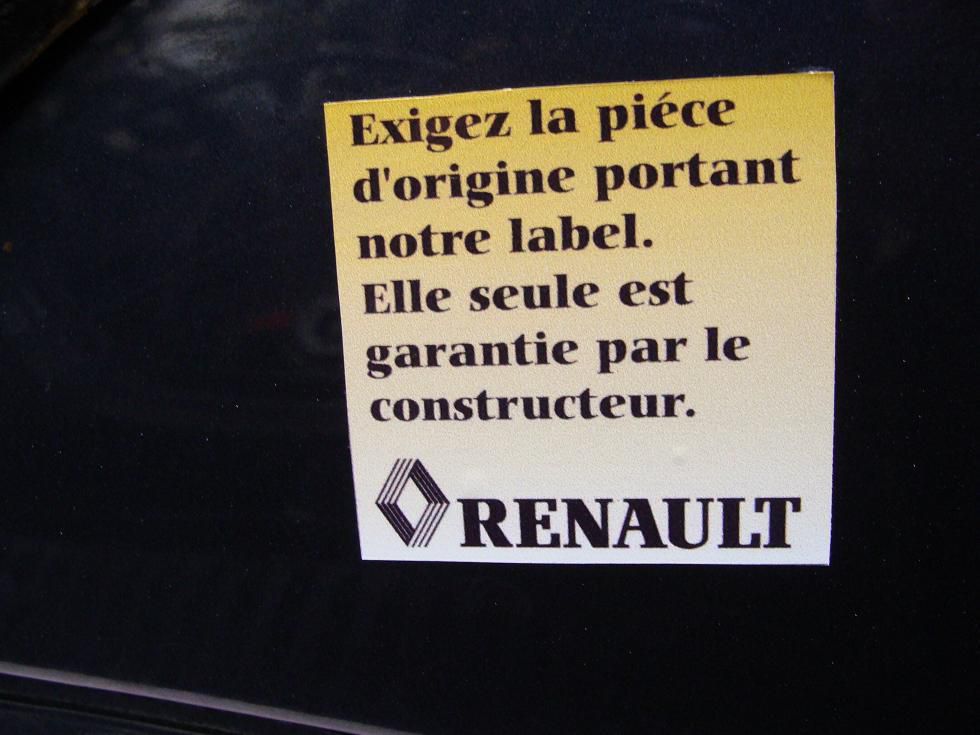 Exigez la piéce
d'origine portant
notre label.
Elle seule est
garantie par le
constructeur.
RENAULT